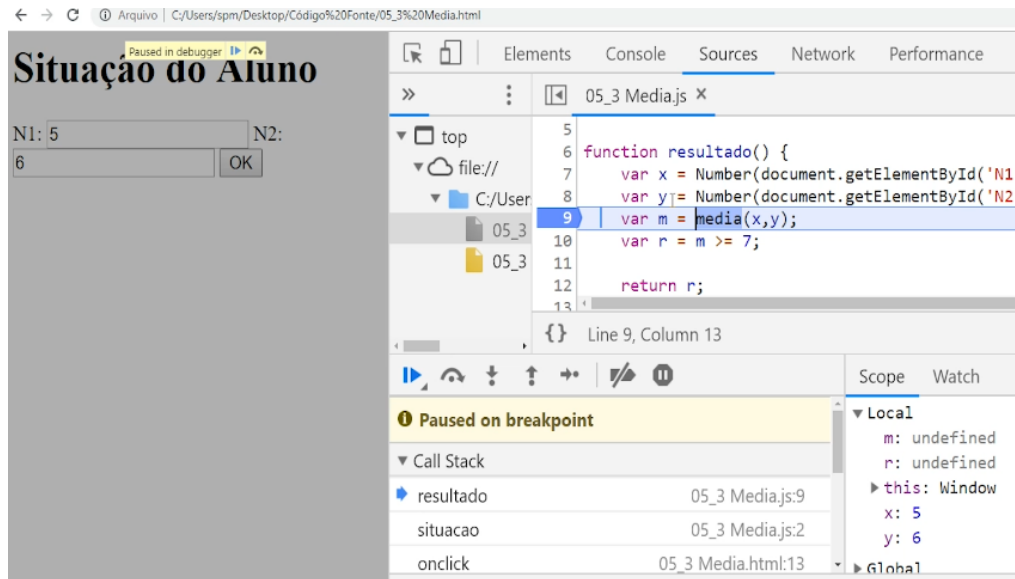 Arquivo | C:/Users/spm/Desktop/Código%20Fonte/05_3%20Media.html
Paused in debugger
Situação do Aluno
N1: 5 N2:
6 OK
Elements Console Sources Network Performance
» 05_3 Media.js ×
top
file://
C:/User
05_3
05_3
5
6 function resultado() {
7 var x = Number(document.getElementById('N1
8 var y = Number(document.getElementById('N2
9 var m = media(x,y);
10 var r = m >= 7;
11
12 return r;
13
{} Line 9, Column 13
Paused on breakpoint
Call Stack
resultado 05_3 Media.js:9
situacao 05_3 Media.js:2
onclick 05_3 Media.html:13
Scope Watch
Local
m: undefined
r: undefined
this: Window
x: 5
y: 6
Global